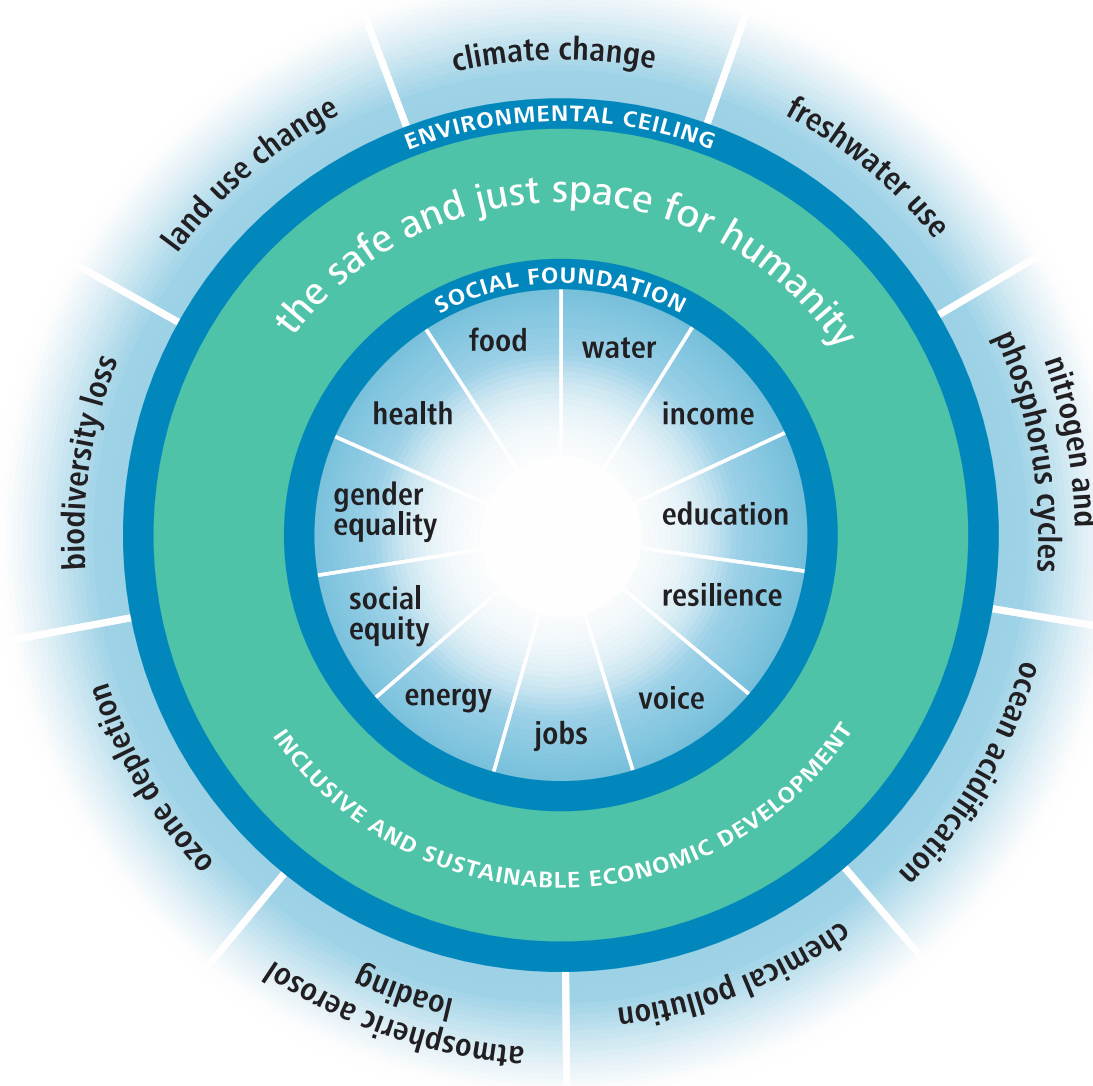 climate change
freshwater use
nitrogen and
phosphorus cycles
ocean acidification
chemical pollution
atmospheric aerosol
loading
ozone depletion
biodiversity loss
land use change
ENVIRONMENTAL CEILING
the safe and just space for humanity
SOCIAL FOUNDATION
water
income
education
resilience
voice
jobs
energy
social
equity
gender
equality
health
food
INCLUSIVE AND SUSTAINABLE ECONOMIC DEVELOPMENT